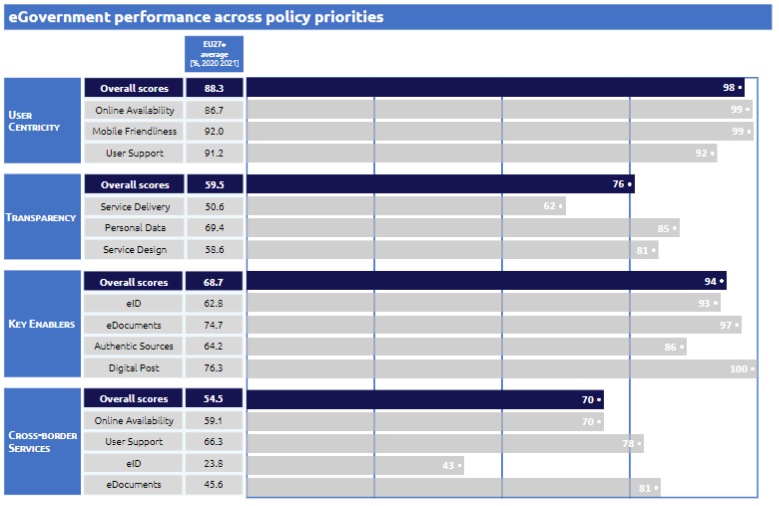 eGovernment performance across policy priorities
EU27+
average
[%, 2020 2021]
USER
CENTRICITY
Overall scores 88.3 98
Online Availability 86.7 99
Mobile Friendliness 92.0 99
User Support 91.2 92
TRANSPARENCY
Overall scores 59.5 76
Service Delivery 50.6 62
Personal Data 69.4 85
Service Design 58.6 81
KEY ENABLERS
Overall scores 68.7 94
eID 62.8 93
eDocuments 74.7 97
Authentic Sources 64.2 86
Digital Post 76.3 100
CROSS-BORDER
SERVICES
Overall scores 54.5 70
Online Availability 59.1 70
User Support 66.3 78
eID 23.8 43
eDocuments 45.6 81